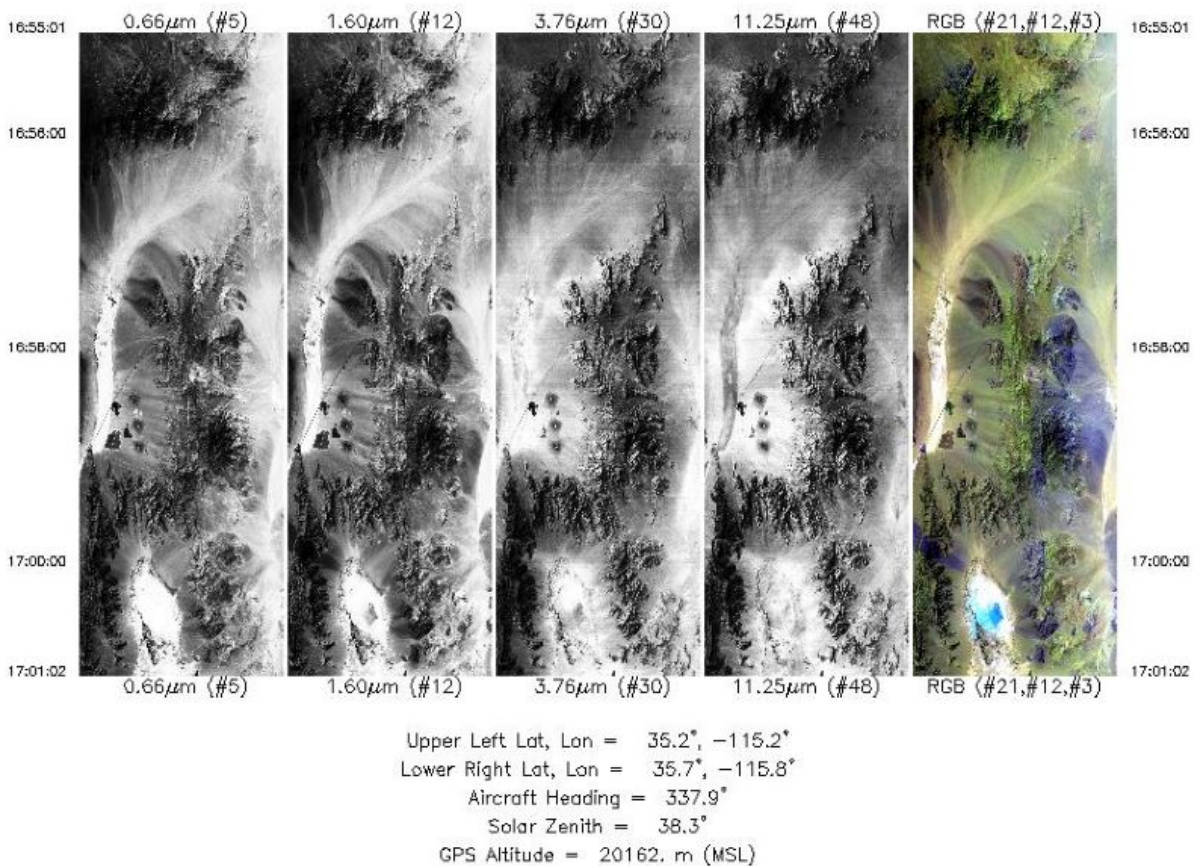 16:55:01 0.66μm (#5) 1.60μm (#12) 3.76μm (#30) 11.25μm (#48) RGB (#21,#12,#3) 16:55:01
16:56:00 16:56:00
16:58:00 16:58:00
17:00:00 17:00:00
17:01:02 0.66μm (#5) 1.60μm (#12) 3.76μm (#30) 11.25μm (#48) RGB (#21,#12,#3) 17:01:02
Upper Left Lat, Lon = 35.2°, −115.2°
Lower Right Lat, Lon = 35.7°, −115.8°
Aircraft Heading = 337.9°
Solar Zenith = 38.3°
GPS Altitude = 20162. m (MSL)